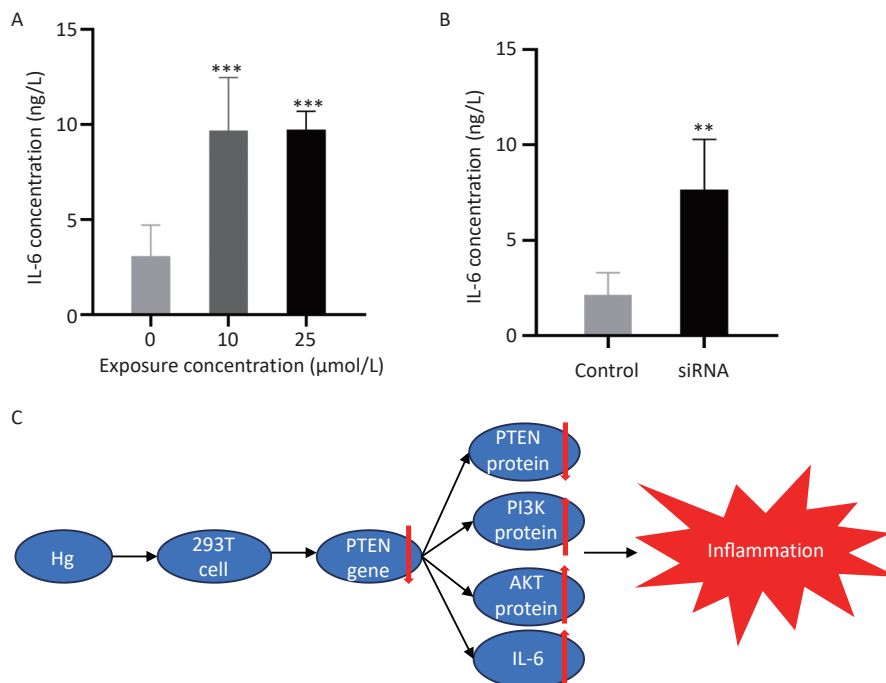 A
IL-6 concentration (ng/L)
15
10
5
0
***
***
0 10 25
Exposure concentration (μmol/L)
B
IL-6 concentration (ng/L)
15
10
5
0
**
Control siRNA
C
Hg
293T
cell
PTEN
gene
PTEN
protein
PI3K
protein
AKT
protein
IL-6
Inflammation